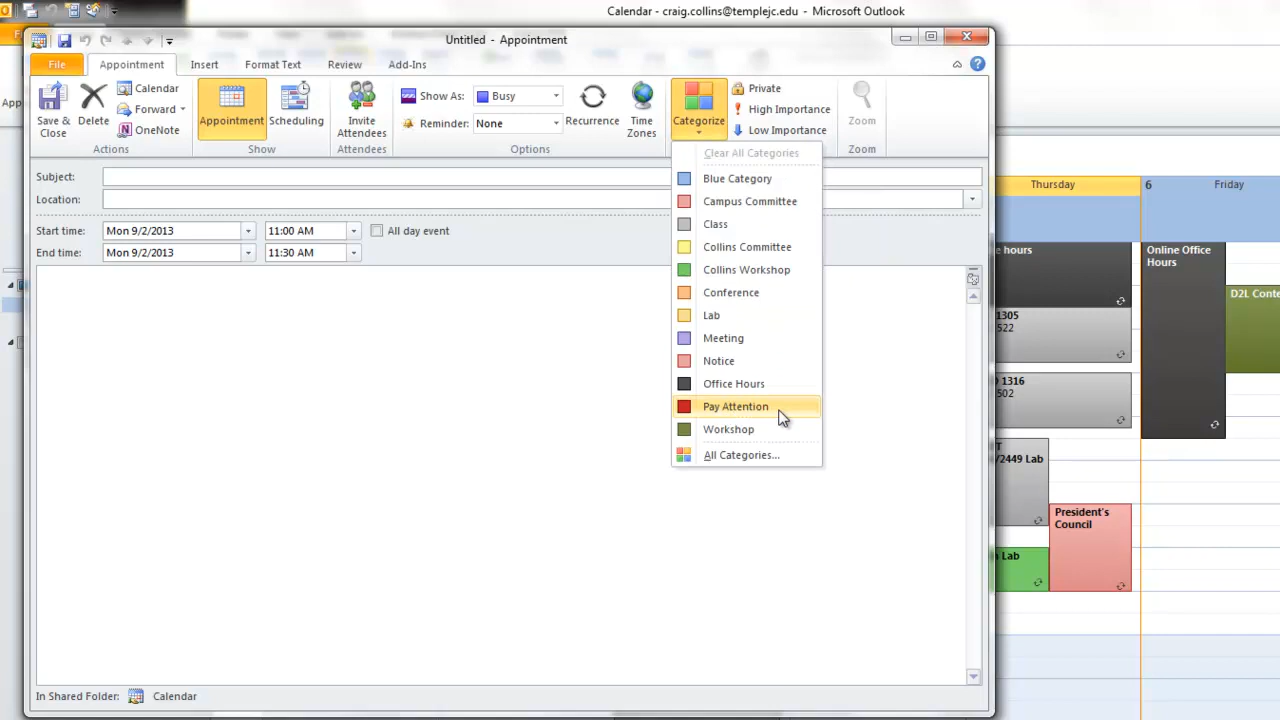 Calendar - craig.collins@templejc.edu - Microsoft Outlook
Untitled - Appointment
File Appointment Insert Format Text Review Add-Ins
Save & Close
Delete
Calendar
Forward
OneNote
Actions
Appointment
Scheduling
Show
Invite Attendees
Attendees
Show As: Busy
Reminder: None
Recurrence
Time Zones
Options
Categorize
Private
High Importance
Low Importance
Zoom
Zoom
Subject:
Location:
Start time: Mon 9/2/2013 11:00 AM All day event
End time: Mon 9/2/2013 11:30 AM
Clear All Categories
Blue Category
Campus Committee
Class
Collins Committee
Collins Workshop
Conference
Lab
Meeting
Notice
Office Hours
Pay Attention
Workshop
All Categories...
In Shared Folder: Calendar
Thursday
6 Friday
hours
1305
522
1316
502
/2449 Lab
President's
Council
Lab
Online Office
Hours
D2L Conte